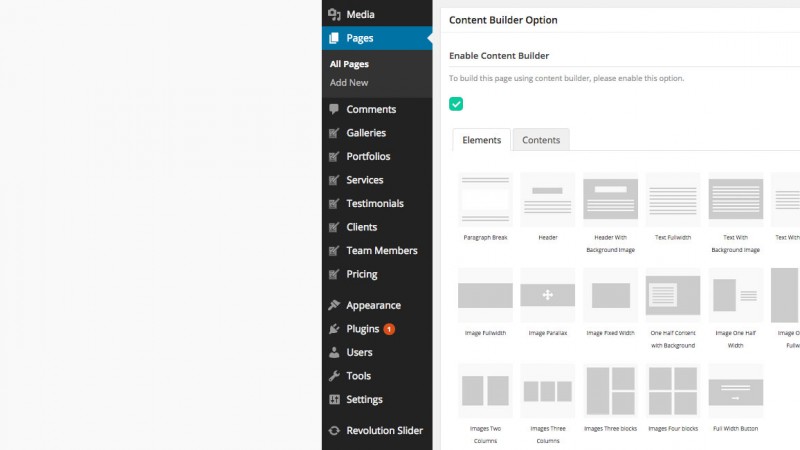 Media
Pages
All Pages
Add New
Comments
Galleries
Portfolios
Services
Testimonials
Clients
Team Members
Pricing
Appearance
Plugins 1
Users
Tools
Settings
Revolution Slider
Content Builder Option
Enable Content Builder
To build this page using content builder, please enable this option.
Elements Contents
Paragraph Break
Header
Header With
Background Image
Text Fullwidth
Text With
Background Image
Text With
Image Fullwidth
Image Parallax
Image Fixed Width
One Half Content
with Background
Image One Half
Width
Image O
Fullw
Images Two
Columns
Images Three
Columns
Images Three blocks
Images Four blocks
Full Width Button